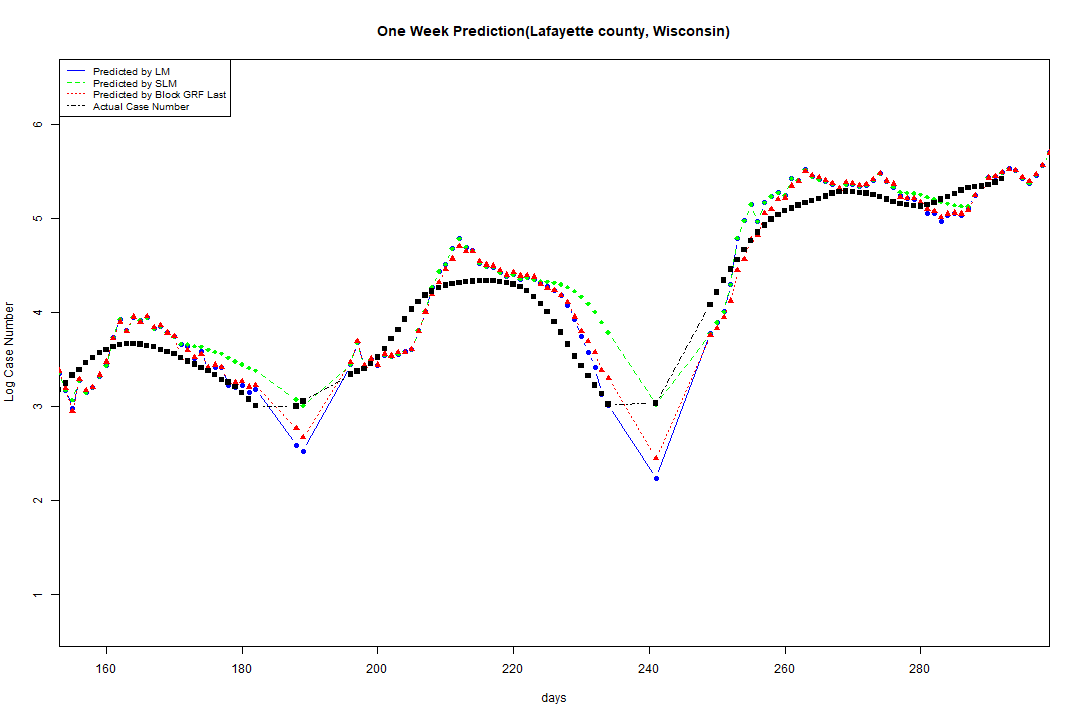 One Week Prediction(Lafayette county, Wisconsin)
Predicted by LM
Predicted by SLM
Predicted by Block GRF Last
Actual Case Number
6
5
4
3
2
1
Log Case Number
160 180 200 220 240 260 280
days